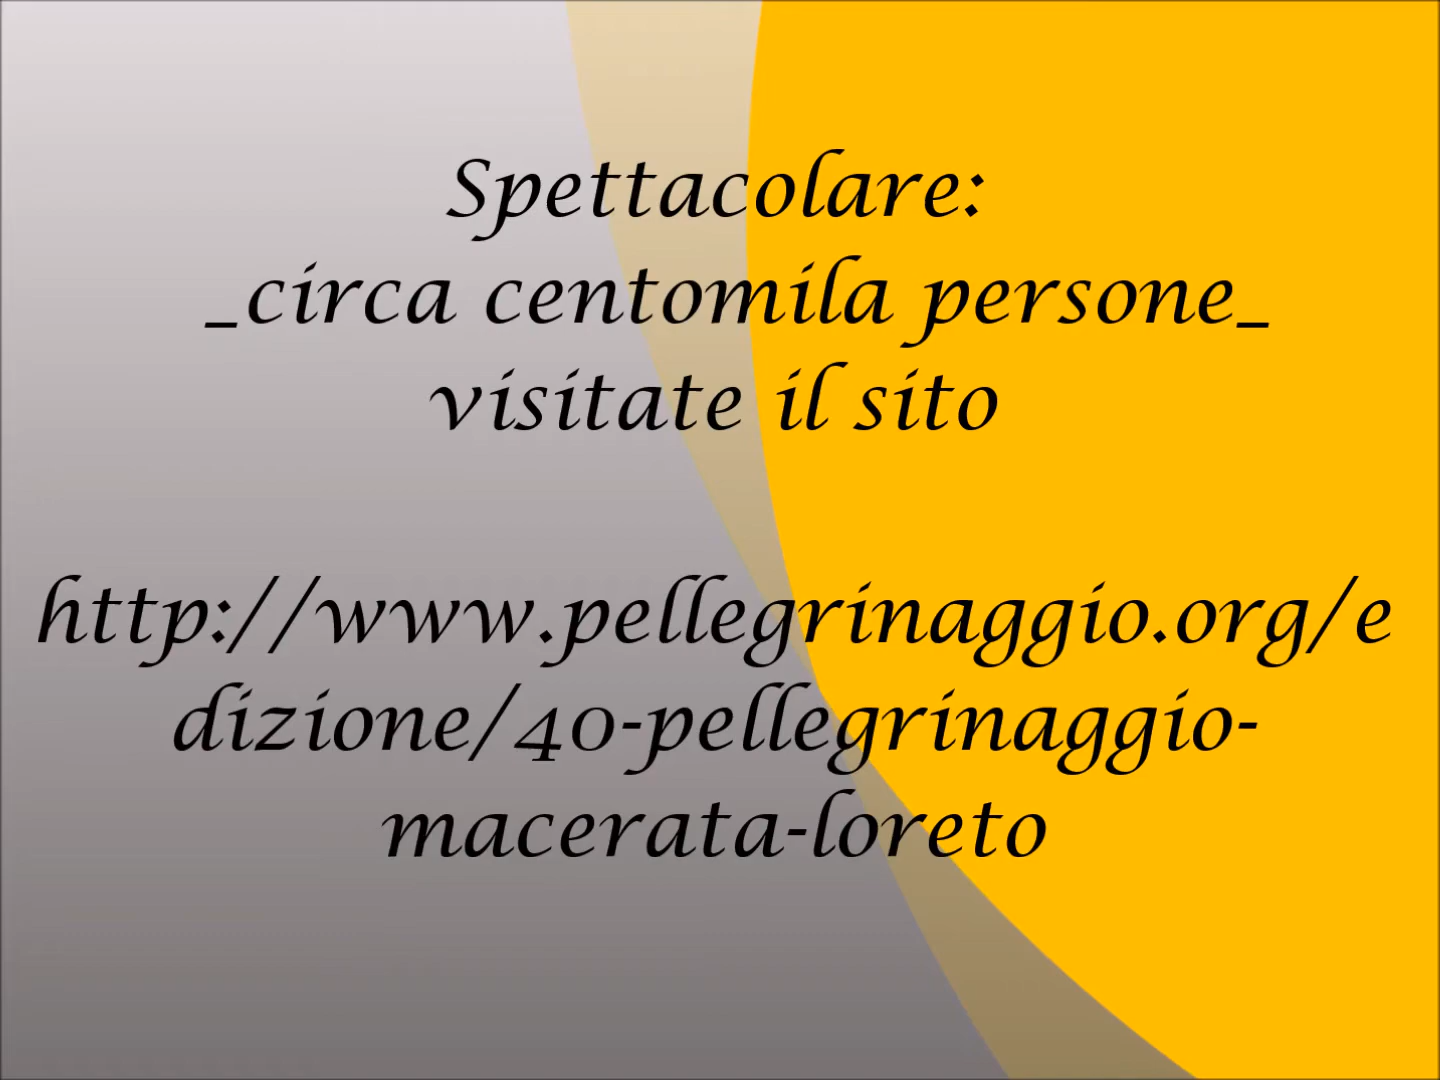 Spettacolare:
_circa centomila persone_
visitate il sito
http://www.pellegrinaggio.org/e
dizione/40-pellegrinaggio-
macerata-loreto